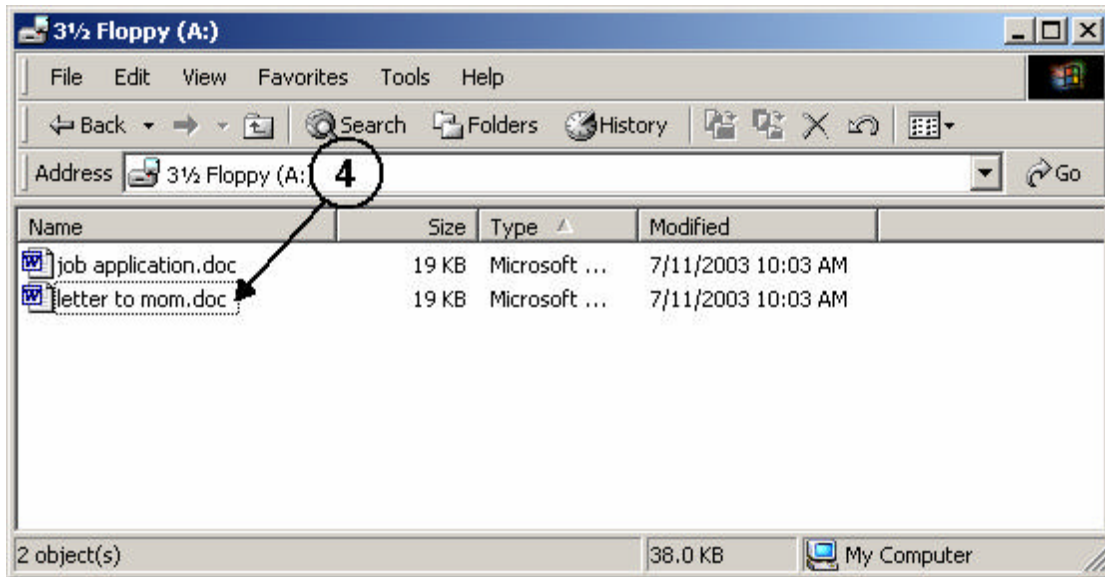 3½ Floppy (A:)
File Edit View Favorites Tools Help
Back Search Folders History
Address 3½ Floppy (A: Go
4
Name Size Type Modified
job application.doc 19 KB Microsoft ... 7/11/2003 10:03 AM
letter to mom.doc 19 KB Microsoft ... 7/11/2003 10:03 AM
2 object(s) 38.0 KB My Computer